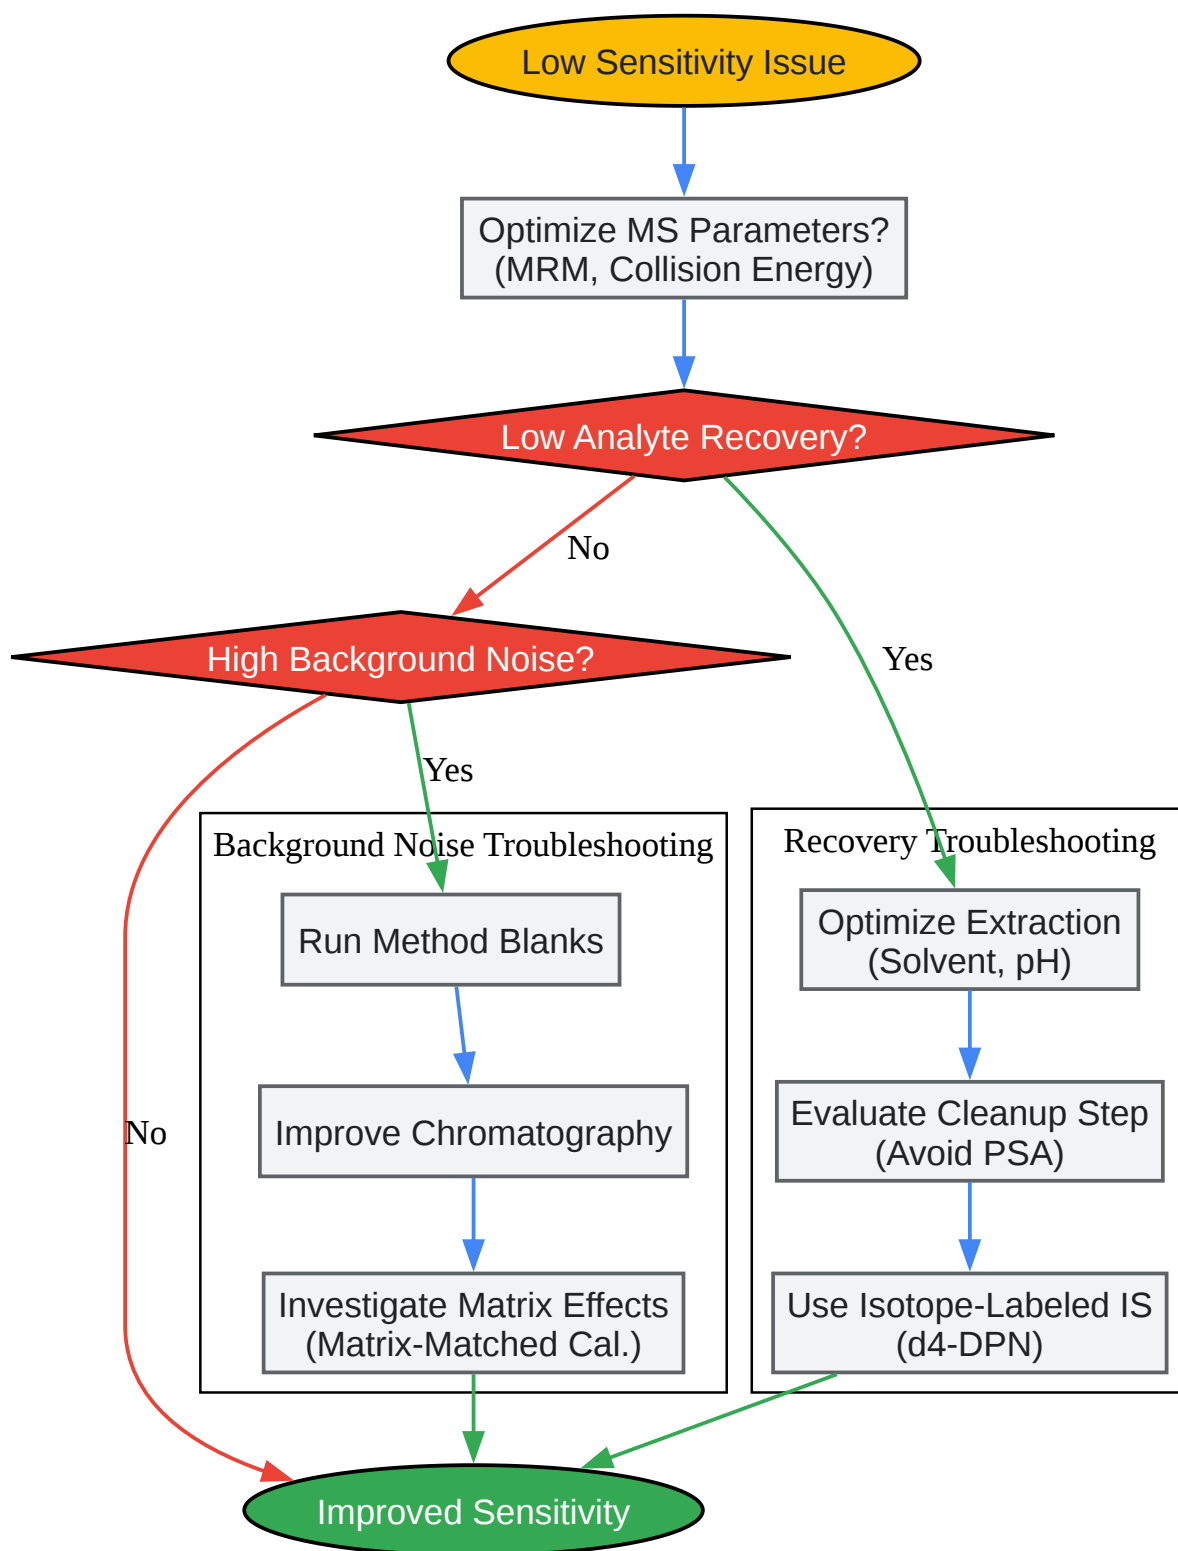 Low Sensitivity Issue
Optimize MS Parameters?
(MRM, Collision Energy)
Low Analyte Recovery?
No
High Background Noise?
Yes
Yes
Background Noise Troubleshooting
Recovery Troubleshooting
Run Method Blanks
Optimize Extraction
(Solvent, pH)
Improve Chromatography
Evaluate Cleanup Step
(Avoid PSA)
No
Investigate Matrix Effects
(Matrix-Matched Cal.)
Use Isotope-Labeled IS
(d4-DPN)
Improved Sensitivity